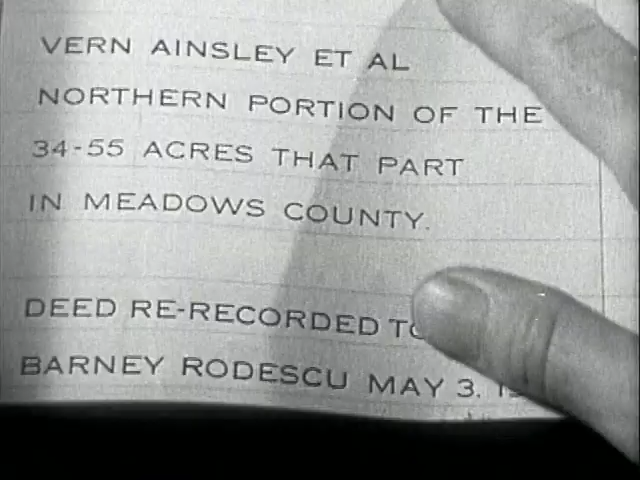 VERN AINSLEY ET AL
NORTHERN PORTION OF THE
34-55 ACRES THAT PART
IN MEADOWS COUNTY.
DEED RE-RECORDED TO
BARNEY RODESCU MAY 3.